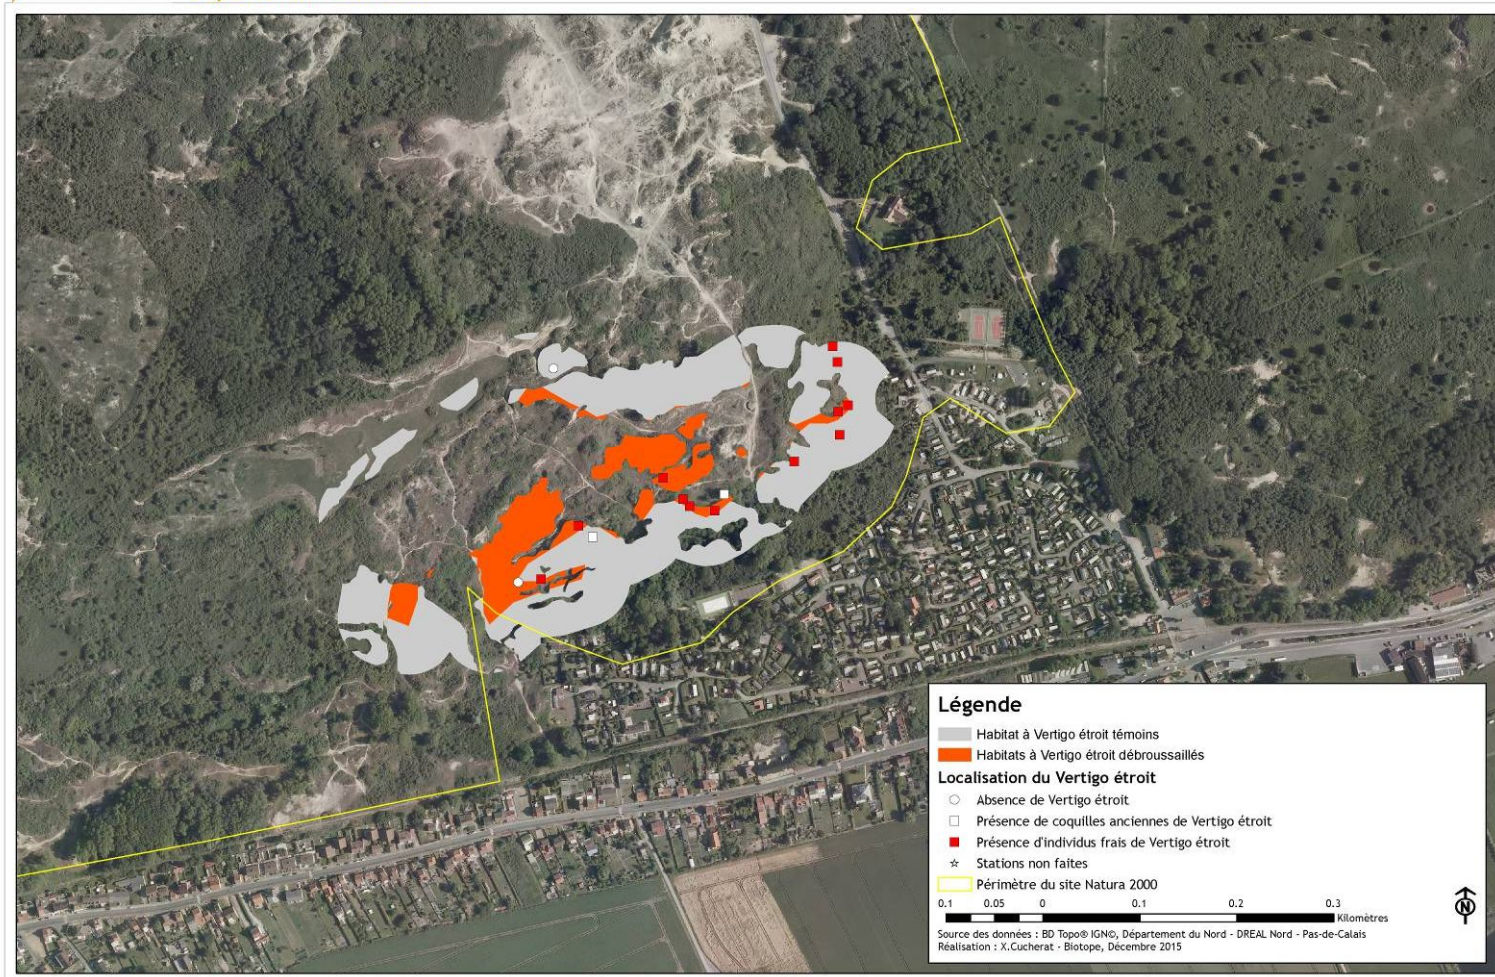 Légende
Habitat à Vertigo étroit témoins
Habitats à Vertigo étroit débroussaillés
Localisation du Vertigo étroit
Absence de Vertigo étroit
Présence de coquilles anciennes de Vertigo étroit
Présence d'individus frais de Vertigo étroit
Stations non faites
Périmètre du site Natura 2000
0.1 0.05 0 0.1 0.2 0.3
Kilomètres
N
Source des données : BD Topo® IGN©, Département du Nord - DREAL Nord - Pas-de-Calais
Réalisation : X.Cucherat - Biotope, Décembre 2015